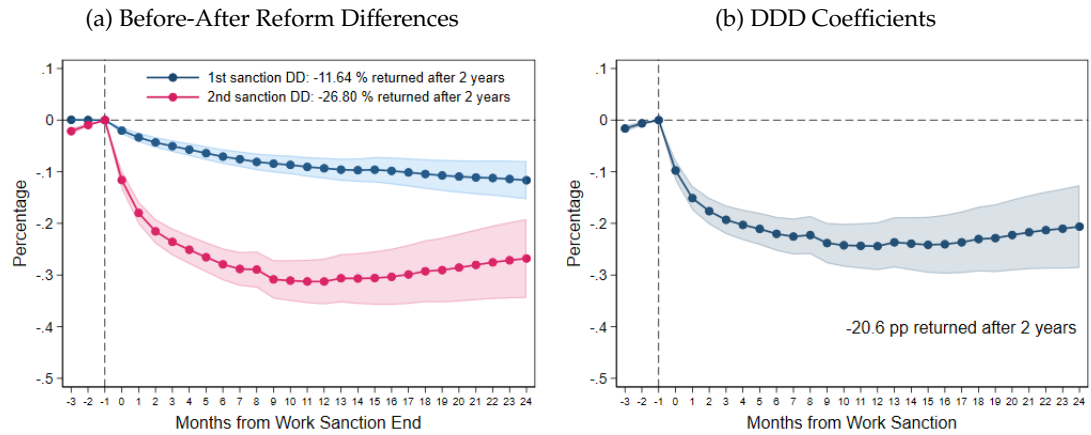 (a) Before-After Reform Differences
.1
0
-.1
-.2
-.3
-.4
-.5
Percentage
1st sanction DD: -11.64 % returned after 2 years
2nd sanction DD: -26.80 % returned after 2 years
-3 -2 -1 0 1 2 3 4 5 6 7 8 9 10 11 12 13 14 15 16 17 18 19 20 21 22 23 24
Months from Work Sanction End
(b) DDD Coefficients
.1
0
-.1
-.2
-.3
-.4
-.5
Percentage
-20.6 pp returned after 2 years
-3 -2 -1 0 1 2 3 4 5 6 7 8 9 10 11 12 13 14 15 16 17 18 19 20 21 22 23 24
Months from Work Sanction